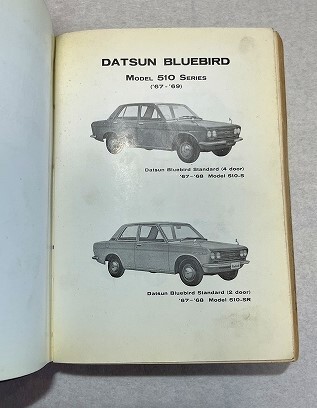 DATSUN BLUEBIRD
MODEL 510 SERIES
('67-'69)
Datsun Bluebird Standard (4 door)
'67-'68 Model 510-S
Datsun Bluebird Standard (2 door)
'67-'68 Model 510-SR